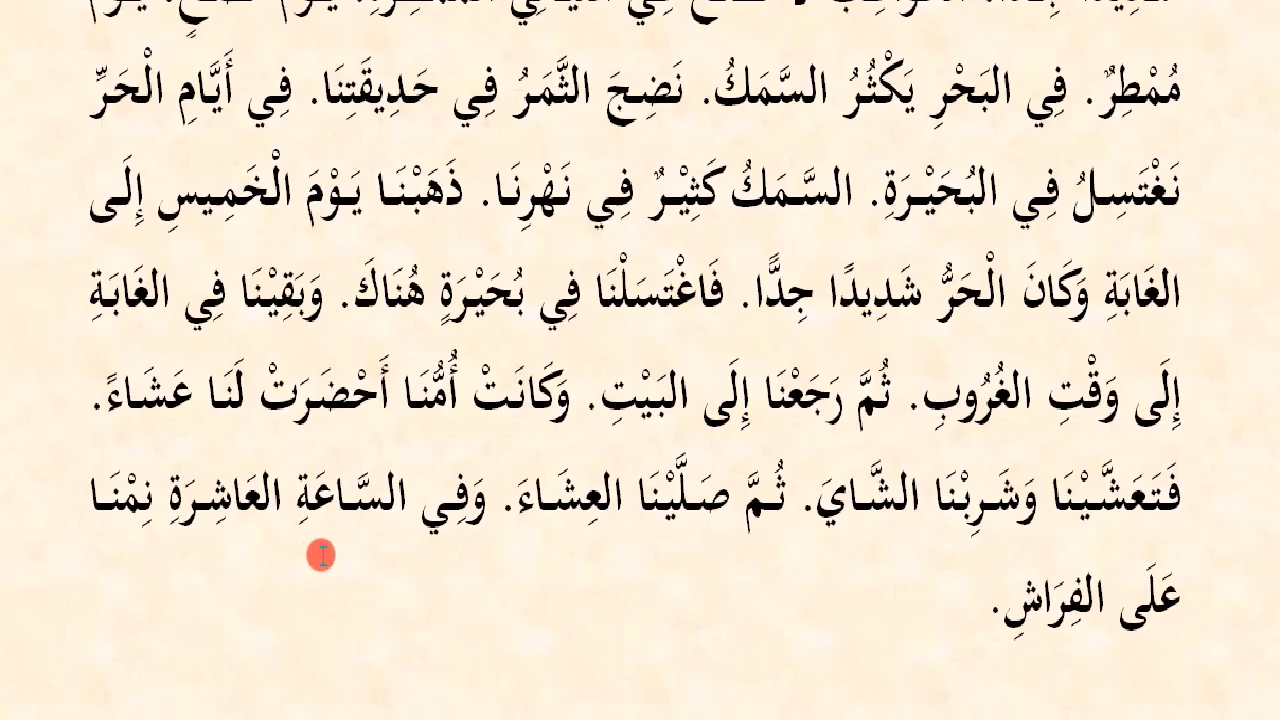 مُمْطِرٌ. فِي البَحْرِ يَكْثُرُ السَّمَكُ. نَضِجَ الثَّمَرُ فِي حَدِيقَتِنَا. فِي أَيَّامِ الْحَرِّ
نَغْتَسِلُ فِي البُحَيْرَةِ. السَّمَكُ كَثِيْرٌ فِي نَهْرِنَا. ذَهَبْنَا يَوْمَ الْخَمِيسِ إِلَى
الغَابَةِ وَكَانَ الْحَرُّ شَدِيدًا جِدًّا. فَاغْتَسَلْنَا فِي بُحَيْرَةٍ هُنَاكَ. وَبَقِيْنَا فِي الغَابَةِ
إِلَى وَقْتِ الغُرُوبِ. ثُمَّ رَجَعْنَا إِلَى البَيْتِ. وَكَانَتْ أُمُّنَا أَحْضَرَتْ لَنَا عَشَاءً.
فَتَعَشَّيْنَا وَشَرِبْنَا الشَّايَ. ثُمَّ صَلَّيْنَا العِشَاءَ. وَفِي السَّاعَةِ العَاشِرَةِ نِمْنَا
عَلَى الفِرَاشِ.